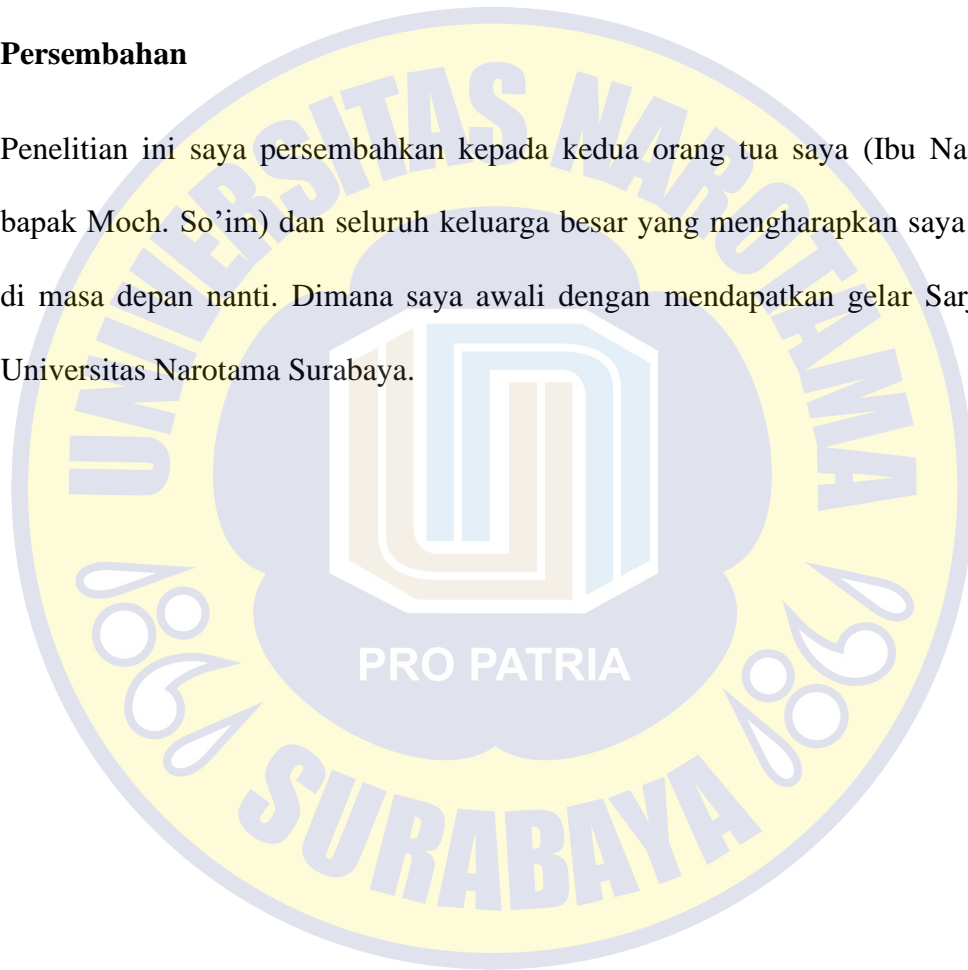 Persembahan
Penelitian ini saya persembahkan kepada kedua orang tua saya (Ibu
bapak Moch. So’im) dan seluruh keluarga besar yang mengharapkan saya
di masa depan nanti. Dimana saya awali dengan mendapatkan gelar
Universitas Narotama Surabaya.
UNIVERSITAS NAROTAMA
PRO PATRIA
SURABAYA